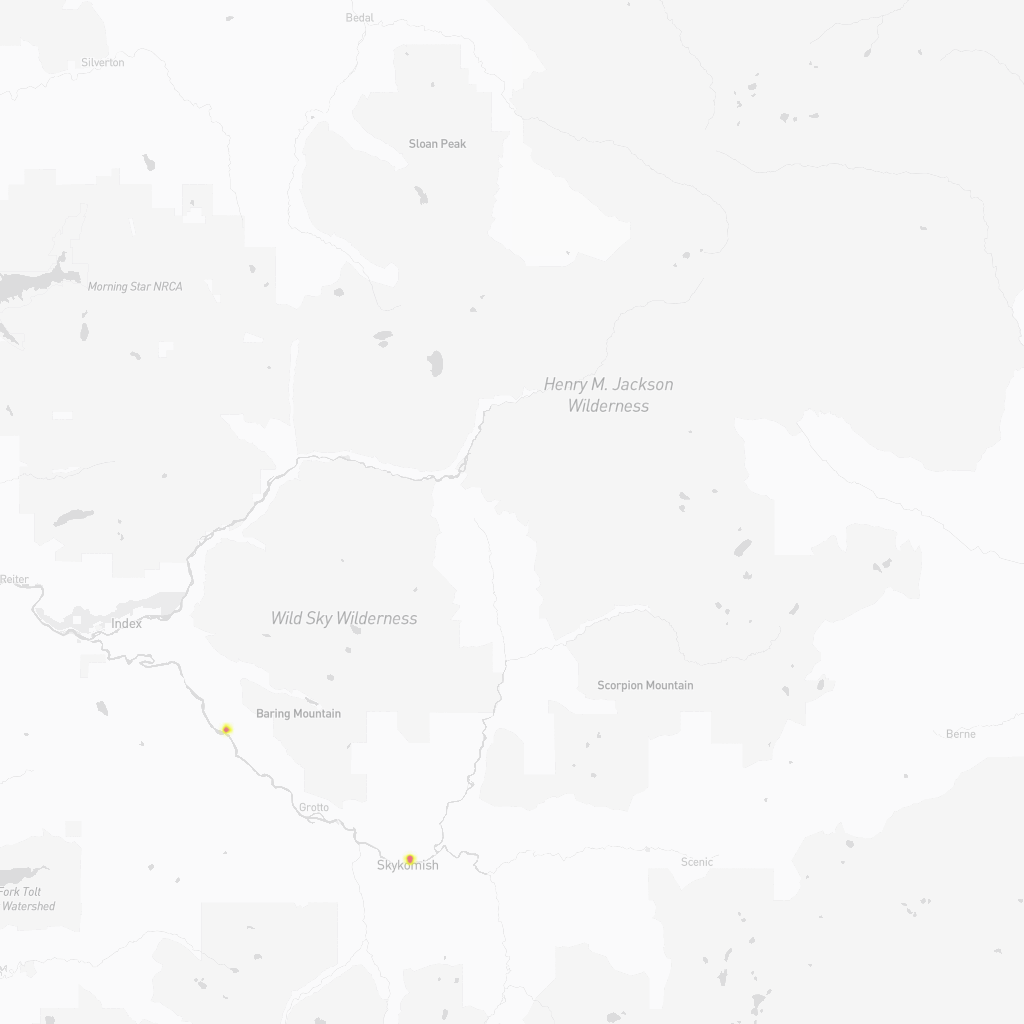 Bedal
Silverton
Sloan Peak
Morning Star NRCA
Henry M. Jackson
Wilderness
Reiter
Index
Wild Sky Wilderness
Scorpion Mountain
Baring Mountain
Berne
Grotto
Skykomish
Scenic
Fork Tolt
Watershed